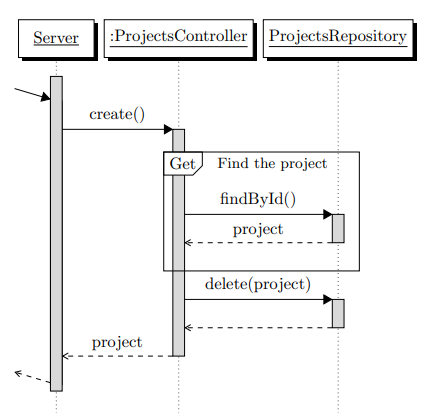 Server
:ProjectsController
ProjectsRepository
create()
Get
Find the project
findById()
project
delete(project)
project